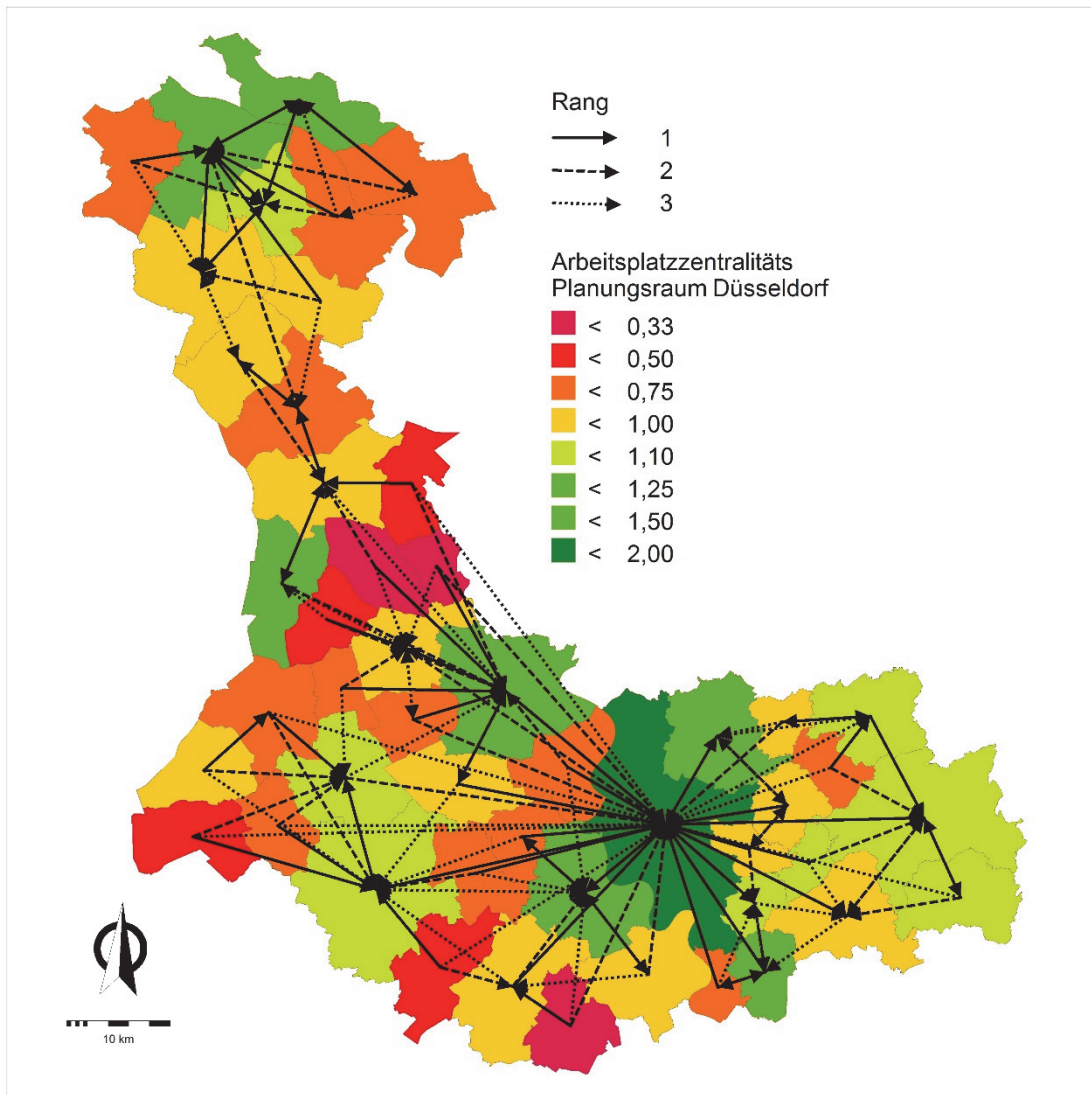 Rang
1
2
3
Arbeitsplatzzentralitäts
Planungsraum Düsseldorf
< 0,33
< 0,50
< 0,75
< 1,00
< 1,10
< 1,25
< 1,50
< 2,00
10 km